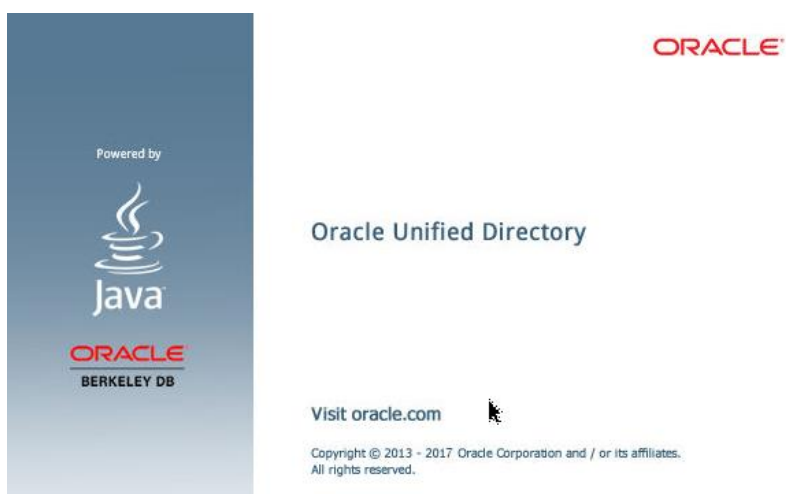 ORACLE
Powered by
Java
ORACLE
BERKELEY DB
Oracle Unified Directory
Visit oracle.com
Copyright © 2013 - 2017 Oracle Corporation and / or its affiliates.
All rights reserved.